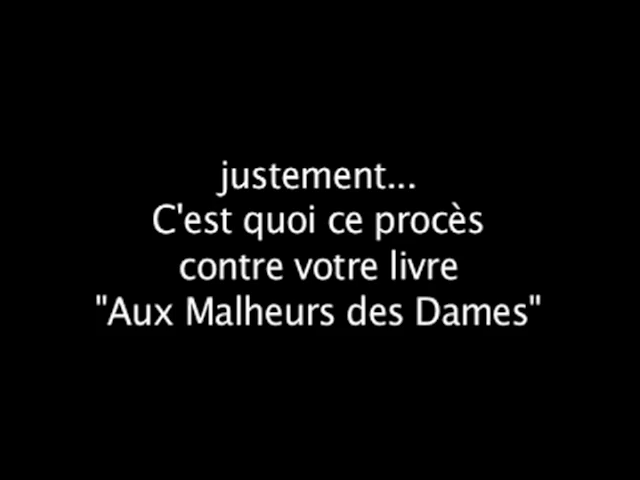 justement...
C'est quoi ce procès
contre votre livre
"Aux Malheurs des Dames"